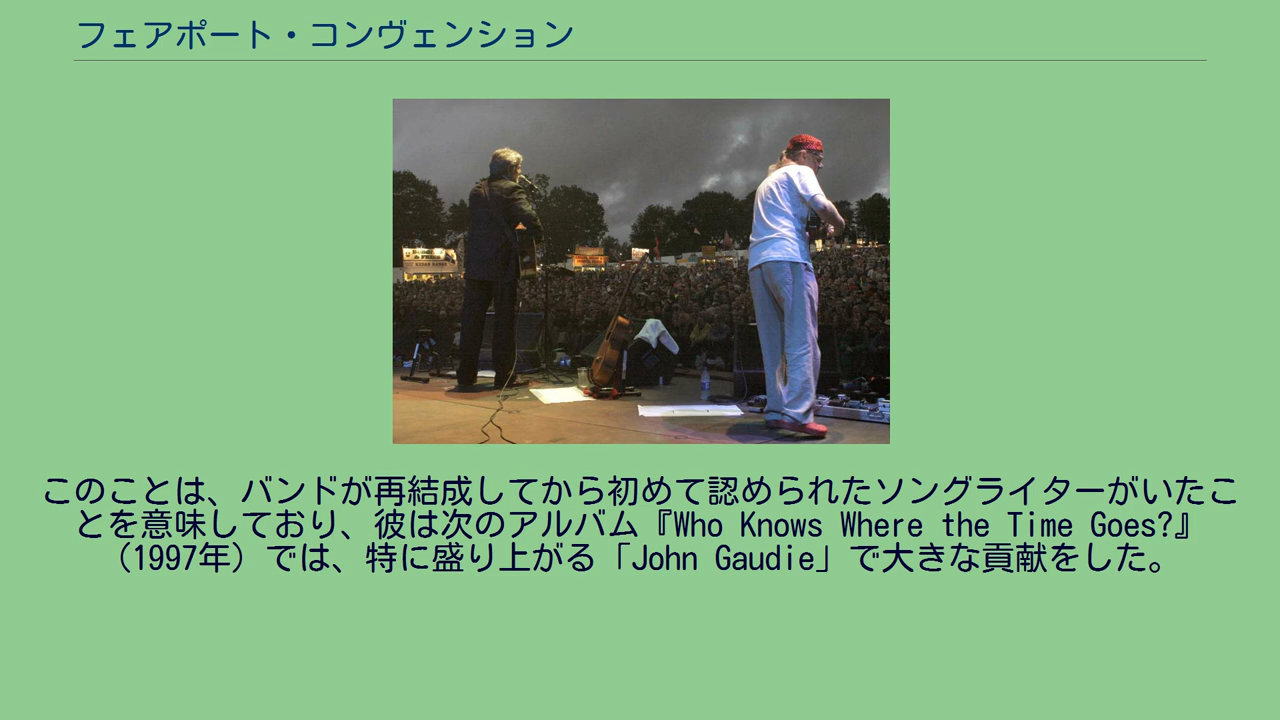 フェアポート・コンヴェンション
このことは、バンドが再結成してから初めて認められたソングライターがいたこ
とを意味しており、彼は次のアルバム『Who Knows Where the Time Goes?』
（1997年）では、特に盛り上がる「John Gaudie」で大きな貢献をした。